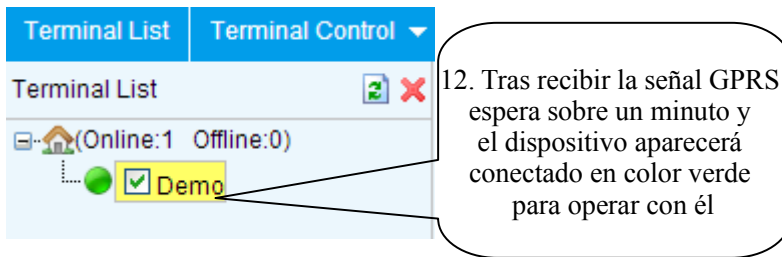 Terminal List
Terminal Control
Terminal List
(Online:1 Offline:0)
Demo
12. Tras recibir la señal GPRS
espera sobre un minuto y
el dispositivo aparecerá
conectado en color verde
para operar con él